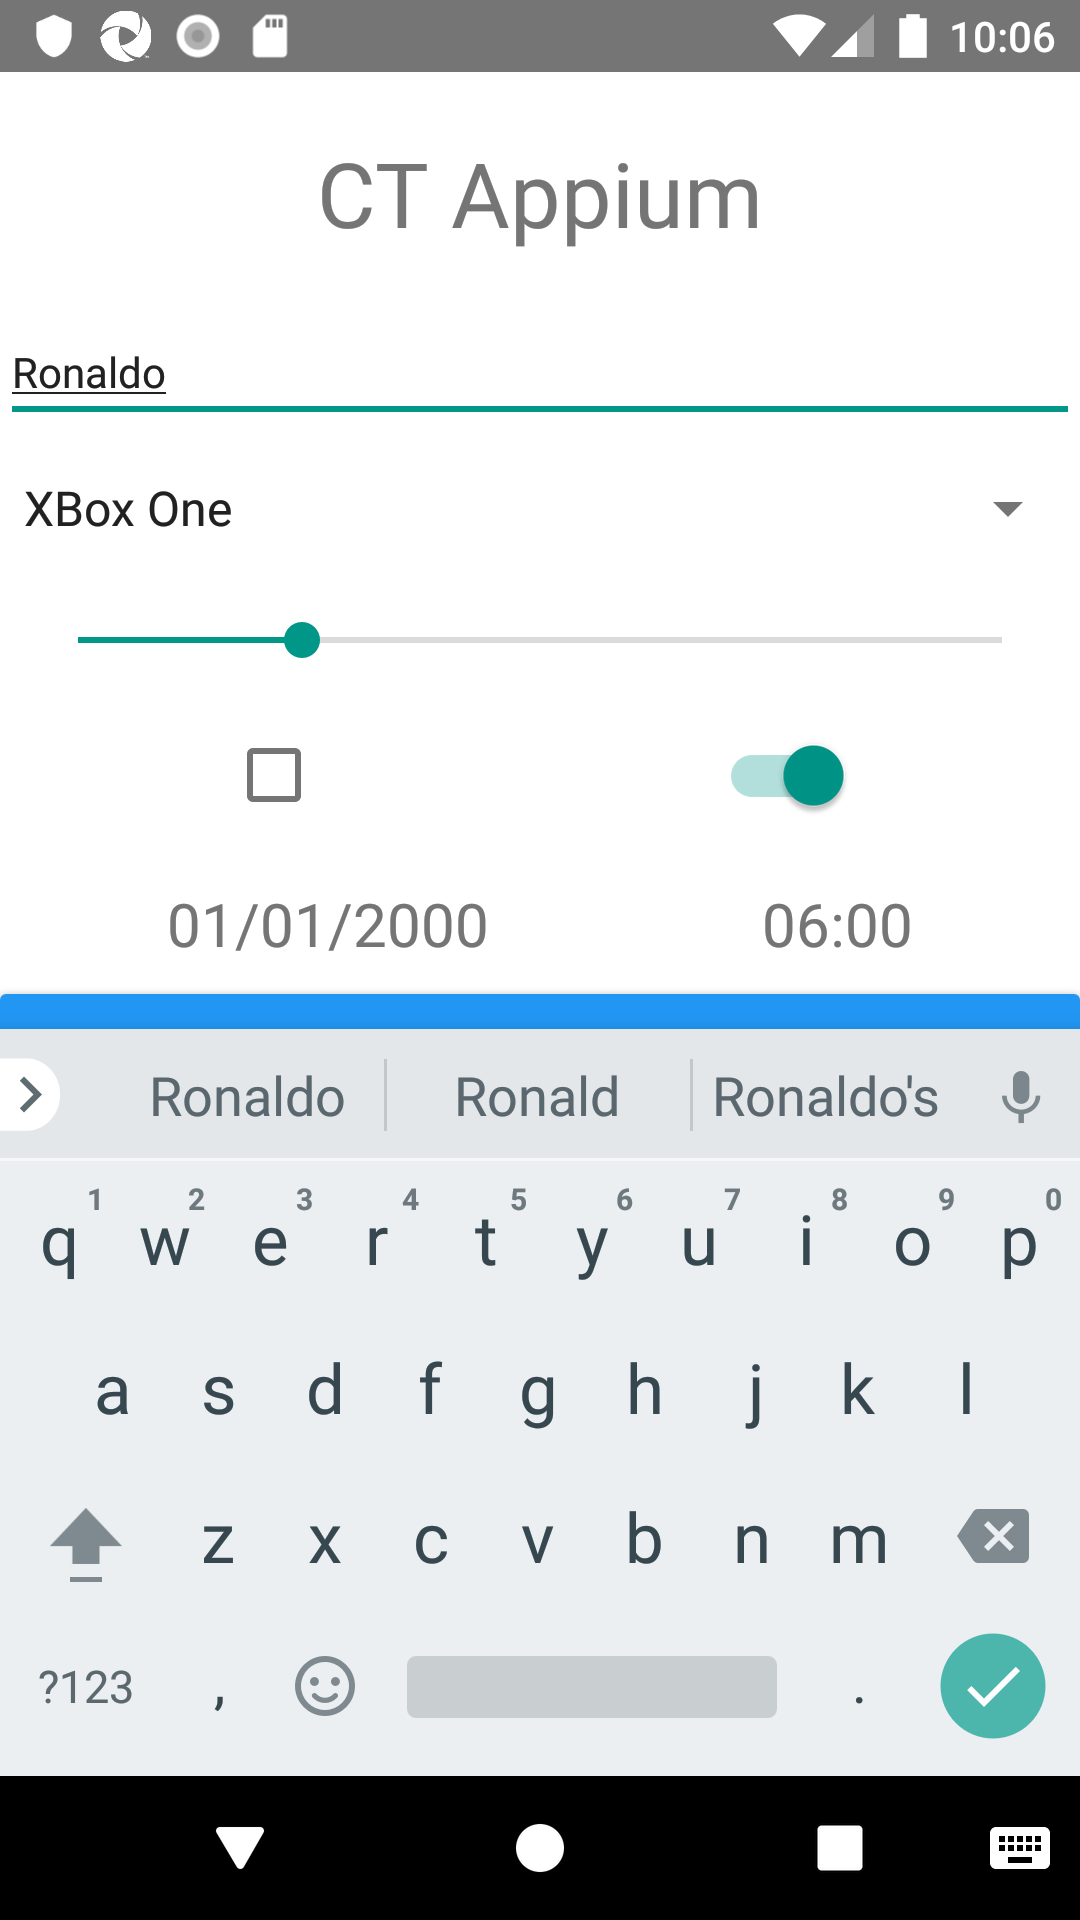 10:06
CT Appium
Ronaldo
XBox One
01/01/2000 06:00
Ronaldo Ronald Ronaldo's
1 2 3 4 5 6 7 8 9 0
q w e r t y u i o p
a s d f g h j k l
z x c v b n m
?123 , .